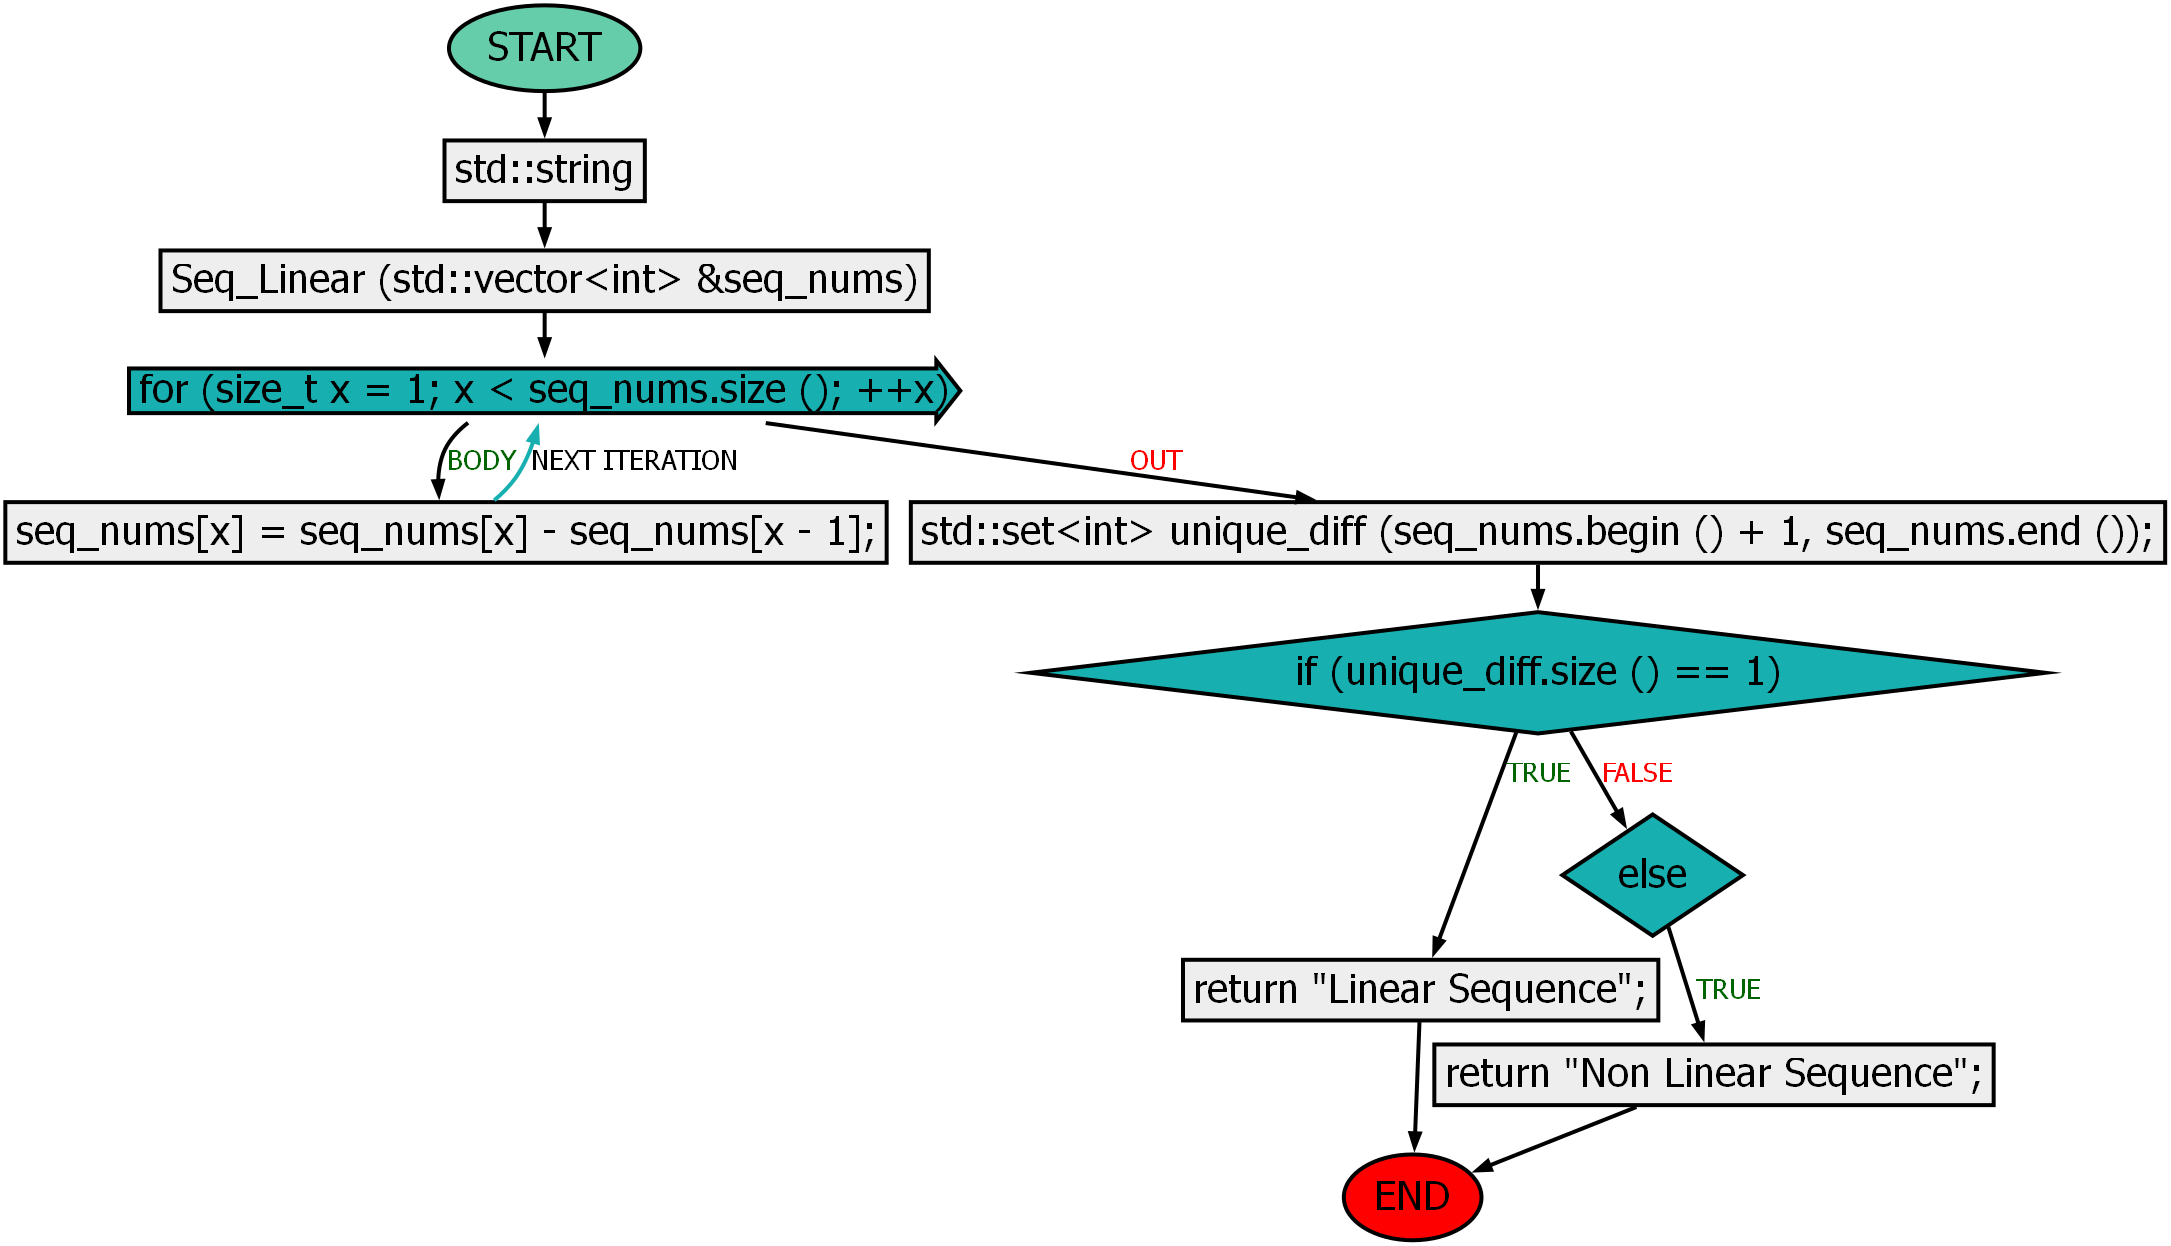 START
std::string
Seq_Linear (std::vector<int> &seq_nums)
for (size_t x = 1; x < seq_nums.size (); ++x)
BODY
NEXT ITERATION
OUT
seq_nums[x] = seq_nums[x] - seq_nums[x - 1];
std::set<int> unique_diff (seq_nums.begin () + 1, seq_nums.end ());
if (unique_diff.size () == 1)
TRUE
FALSE
else
return "Linear Sequence";
TRUE
return "Non Linear Sequence";
END